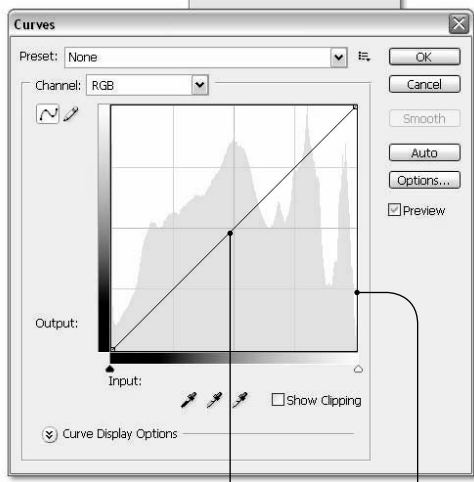 Curves
Preset: None
OK
Channel: RGB
Cancel
Smooth
Auto
Options...
Preview
Output:
Input:
Show Clipping
Curve Display Options